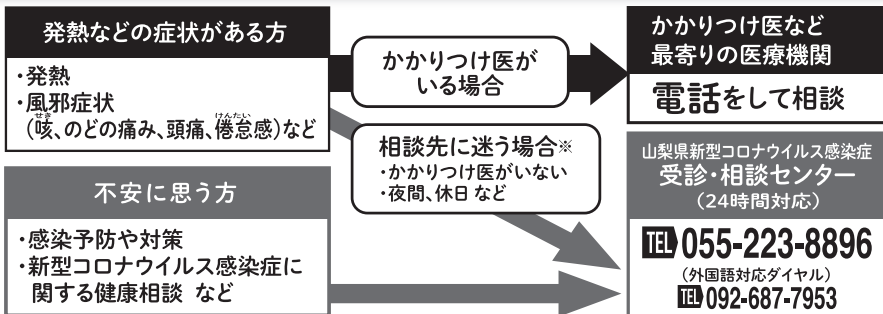 発熱などの症状がある方
・発熱
・風邪症状
（咳、のどの痛み、頭痛、倦怠感）など
せき
けんたい
かかりつけ医が
いる場合
かかりつけ医など
最寄りの医療機関
電話をして相談
相談先に迷う場合※
・かかりつけ医がいない
・夜間、休日 など
不安に思う方
・感染予防や対策
・新型コロナウイルス感染症に
関する健康相談 など
山梨県新型コロナウイルス感染症
受診・相談センター
（24時間対応）
TEL 055-223-8896
（外国語対応ダイヤル）
TEL 092-687-7953